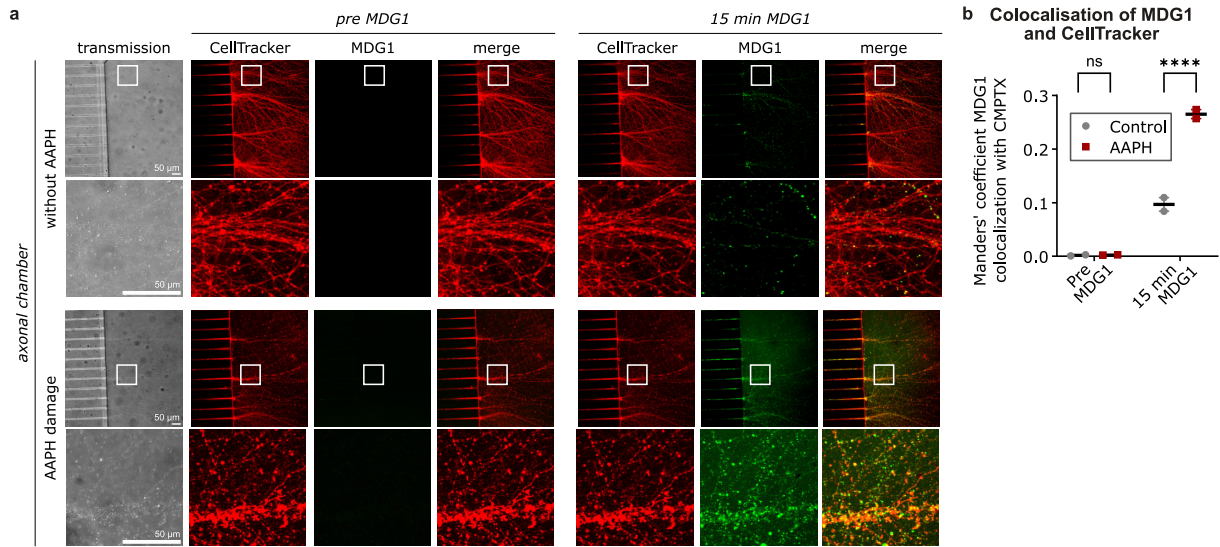 a
pre MDG1
15 min MDG1
transmission
CellTracker
MDG1
merge
CellTracker
MDG1
merge
axonal chamber
without AAPH
50 µm
50 µm
AAPH damage
50 µm
50 µm
b
Colocalisation of MDG1
and CellTracker
ns
****
Manders' coefficient MDG1
colocalization with CMPTX
0.3
0.2
0.1
0.0
Control
AAPH
Pre
MDG1
15 min
MDG1